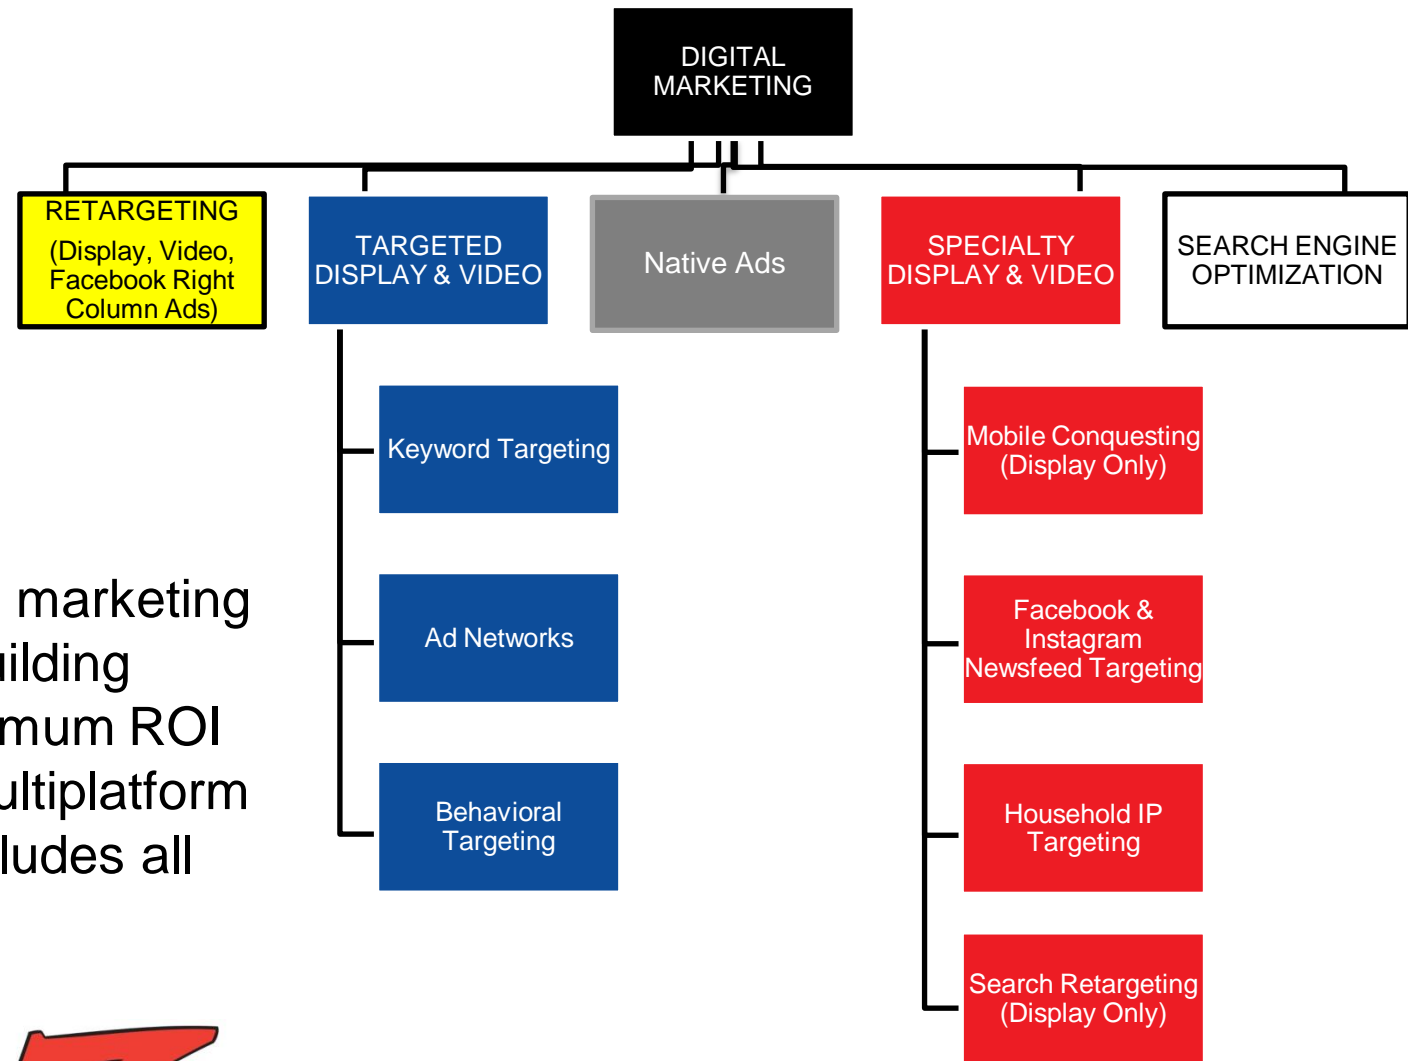 DIGITAL
MARKETING
RETARGETING
(Display, Video,
Facebook Right
Column Ads)
TARGETED
DISPLAY & VIDEO
Native Ads
SPECIALTY
DISPLAY & VIDEO
SEARCH ENGINE
OPTIMIZATION
Keyword Targeting
Ad Networks
Behavioral
Targeting
Mobile Conquesting
(Display Only)
Facebook &
Instagram
Newsfeed Targeting
Household IP
Targeting
Search Retargeting
(Display Only)
marketing
uilding
mum ROI
ultiplatform
ludes all